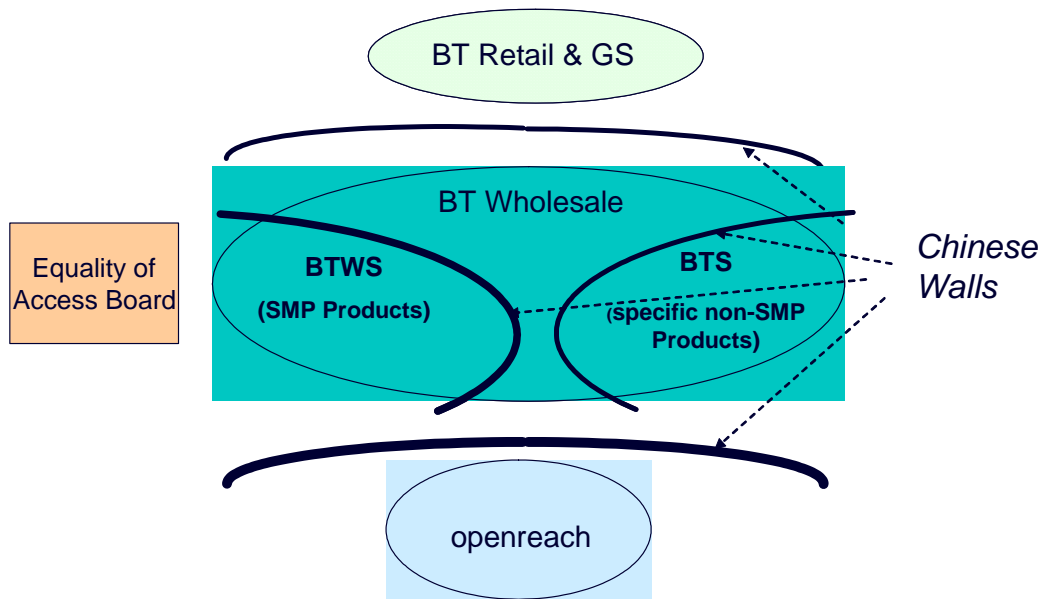 BT Retail & GS
BT Wholesale
Equality of
Access Board
BTWS
(SMP Products)
BTS
(specific non-SMP
Products)
Chinese
Walls
openreach